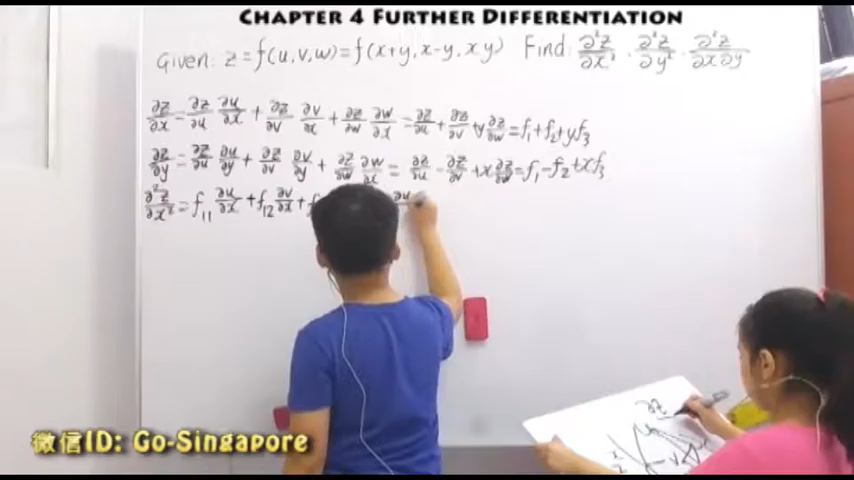 CHAPTER 4 FURTHER DIFFERENTIATION
Given: z = f(u,v,w) = f(x+y, x-y, xy) Find: ∂²z/∂x² · ∂²z/∂y² · ∂²z/∂x∂y
∂z/∂x = ∂z/∂u ∂u/∂x + ∂z/∂v ∂v/∂x + ∂z/∂w ∂w/∂x = ∂z/∂u + ∂z/∂v + y ∂z/∂w = f₁ + f₂ + yf₃
∂z/∂y = ∂z/∂u ∂u/∂y + ∂z/∂v ∂v/∂y + ∂z/∂w ∂w/∂x = ∂z/∂u - ∂z/∂v + x ∂z/∂w = f₁ - f₂ + xf₃
∂²z/∂x² = f₁₁ ∂u/∂x + f₁₂ ∂v/∂x + f ∂u
∂z
微信ID: Go-Singapore